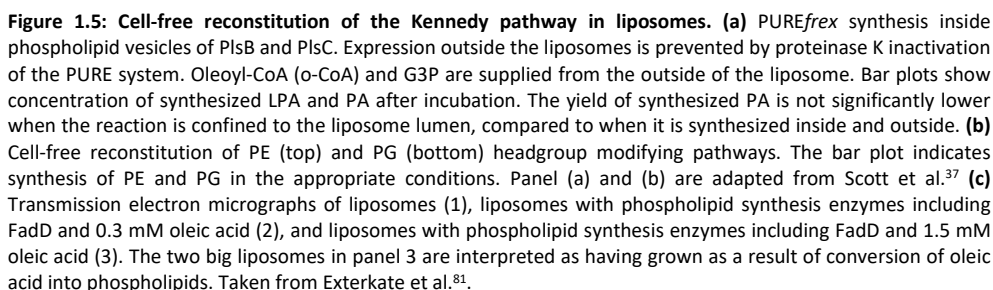 Figure 1.5: Cell-free reconstitution of the Kennedy pathway in liposomes. (a) PUREfrex synthesis inside
phospholipid vesicles of PlsB and PlsC. Expression outside the liposomes is prevented by proteinase K inactivation
of the PURE system. Oleoyl-CoA (o-CoA) and G3P are supplied from the outside of the liposome. Bar plots show
concentration of synthesized LPA and PA after incubation. The yield of synthesized PA is not significantly lower
when the reaction is confined to the liposome lumen, compared to when it is synthesized inside and outside. (b)
Cell-free reconstitution of PE (top) and PG (bottom) headgroup modifying pathways. The bar plot indicates
synthesis of PE and PG in the appropriate conditions. Panel (a) and (b) are adapted from Scott et al.³⁷ (c)
Transmission electron micrographs of liposomes (1), liposomes with phospholipid synthesis enzymes including
FadD and 0.3 mM oleic acid (2), and liposomes with phospholipid synthesis enzymes including FadD and 1.5 mM
oleic acid (3). The two big liposomes in panel 3 are interpreted as having grown as a result of conversion of oleic
acid into phospholipids. Taken from Exterkate et al.⁸¹.